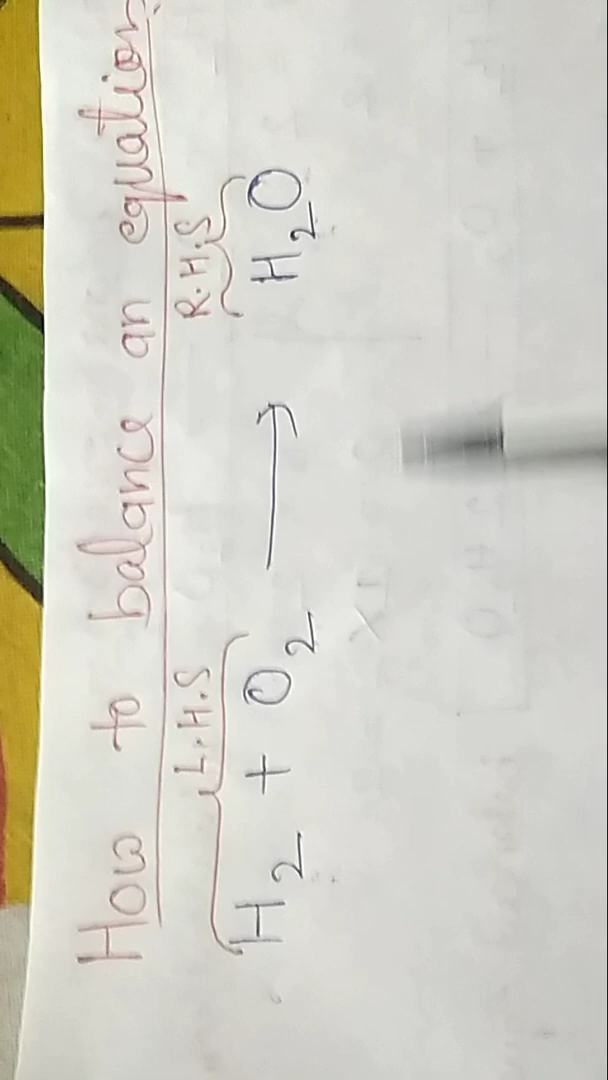 How to balance an equation
L.H.S R.H.S
H₂ + O₂ → H₂O